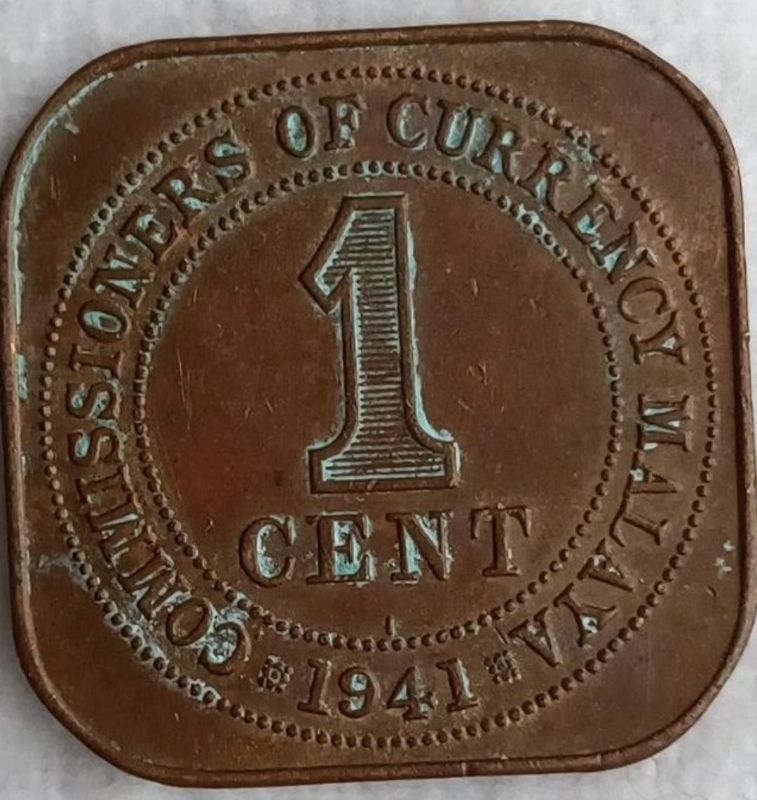 COMMISSIONERS OF CURRENCY MALAYA
1
CENT
1941